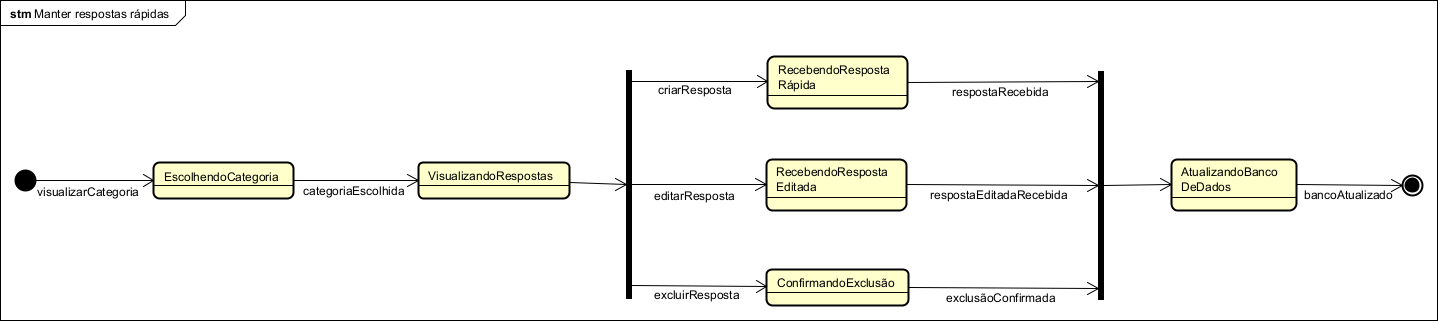 stm Manter respostas rápidas
RecebendoResposta
Rápida
criarResposta
respostaRecebida
visualizarCategoria
EscolhendoCategoria
categoriaEscolhida
VisualizandoRespostas
editarResposta
RecebendoResposta
Editada
respostaEditadaRecebida
AtualizandoBanco
DeDados
bancoAtualizado
excluirResposta
ConfirmandoExclusão
exclusãoConfirmada